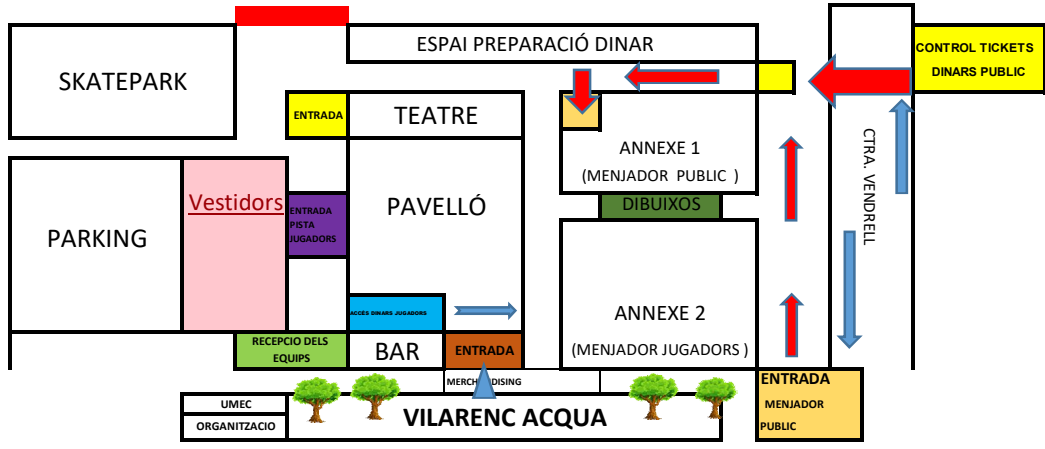 ESPAI PREPARACIÓ DINAR
CONTROL TICKETS
DINARS PUBLIC
SKATEPARK
ENTRADA
TEATRE
ANNEXE 1
(MENJADOR PUBLIC )
CTRA. VENDRELL
Vestidors
ENTRADA
PISTA
JUGADORS
PAVELLÓ
DIBUIXOS
PARKING
ACCÉS DINARS JUGADORS
ANNEXE 2
(MENJADOR JUGADORS )
RECEPCIO DELS
EQUIPS
BAR
ENTRADA
MERCHANDISING
ENTRADA
MENJADOR
PUBLIC
UMEC
ORGANITZACIO
VILARENC ACQUA